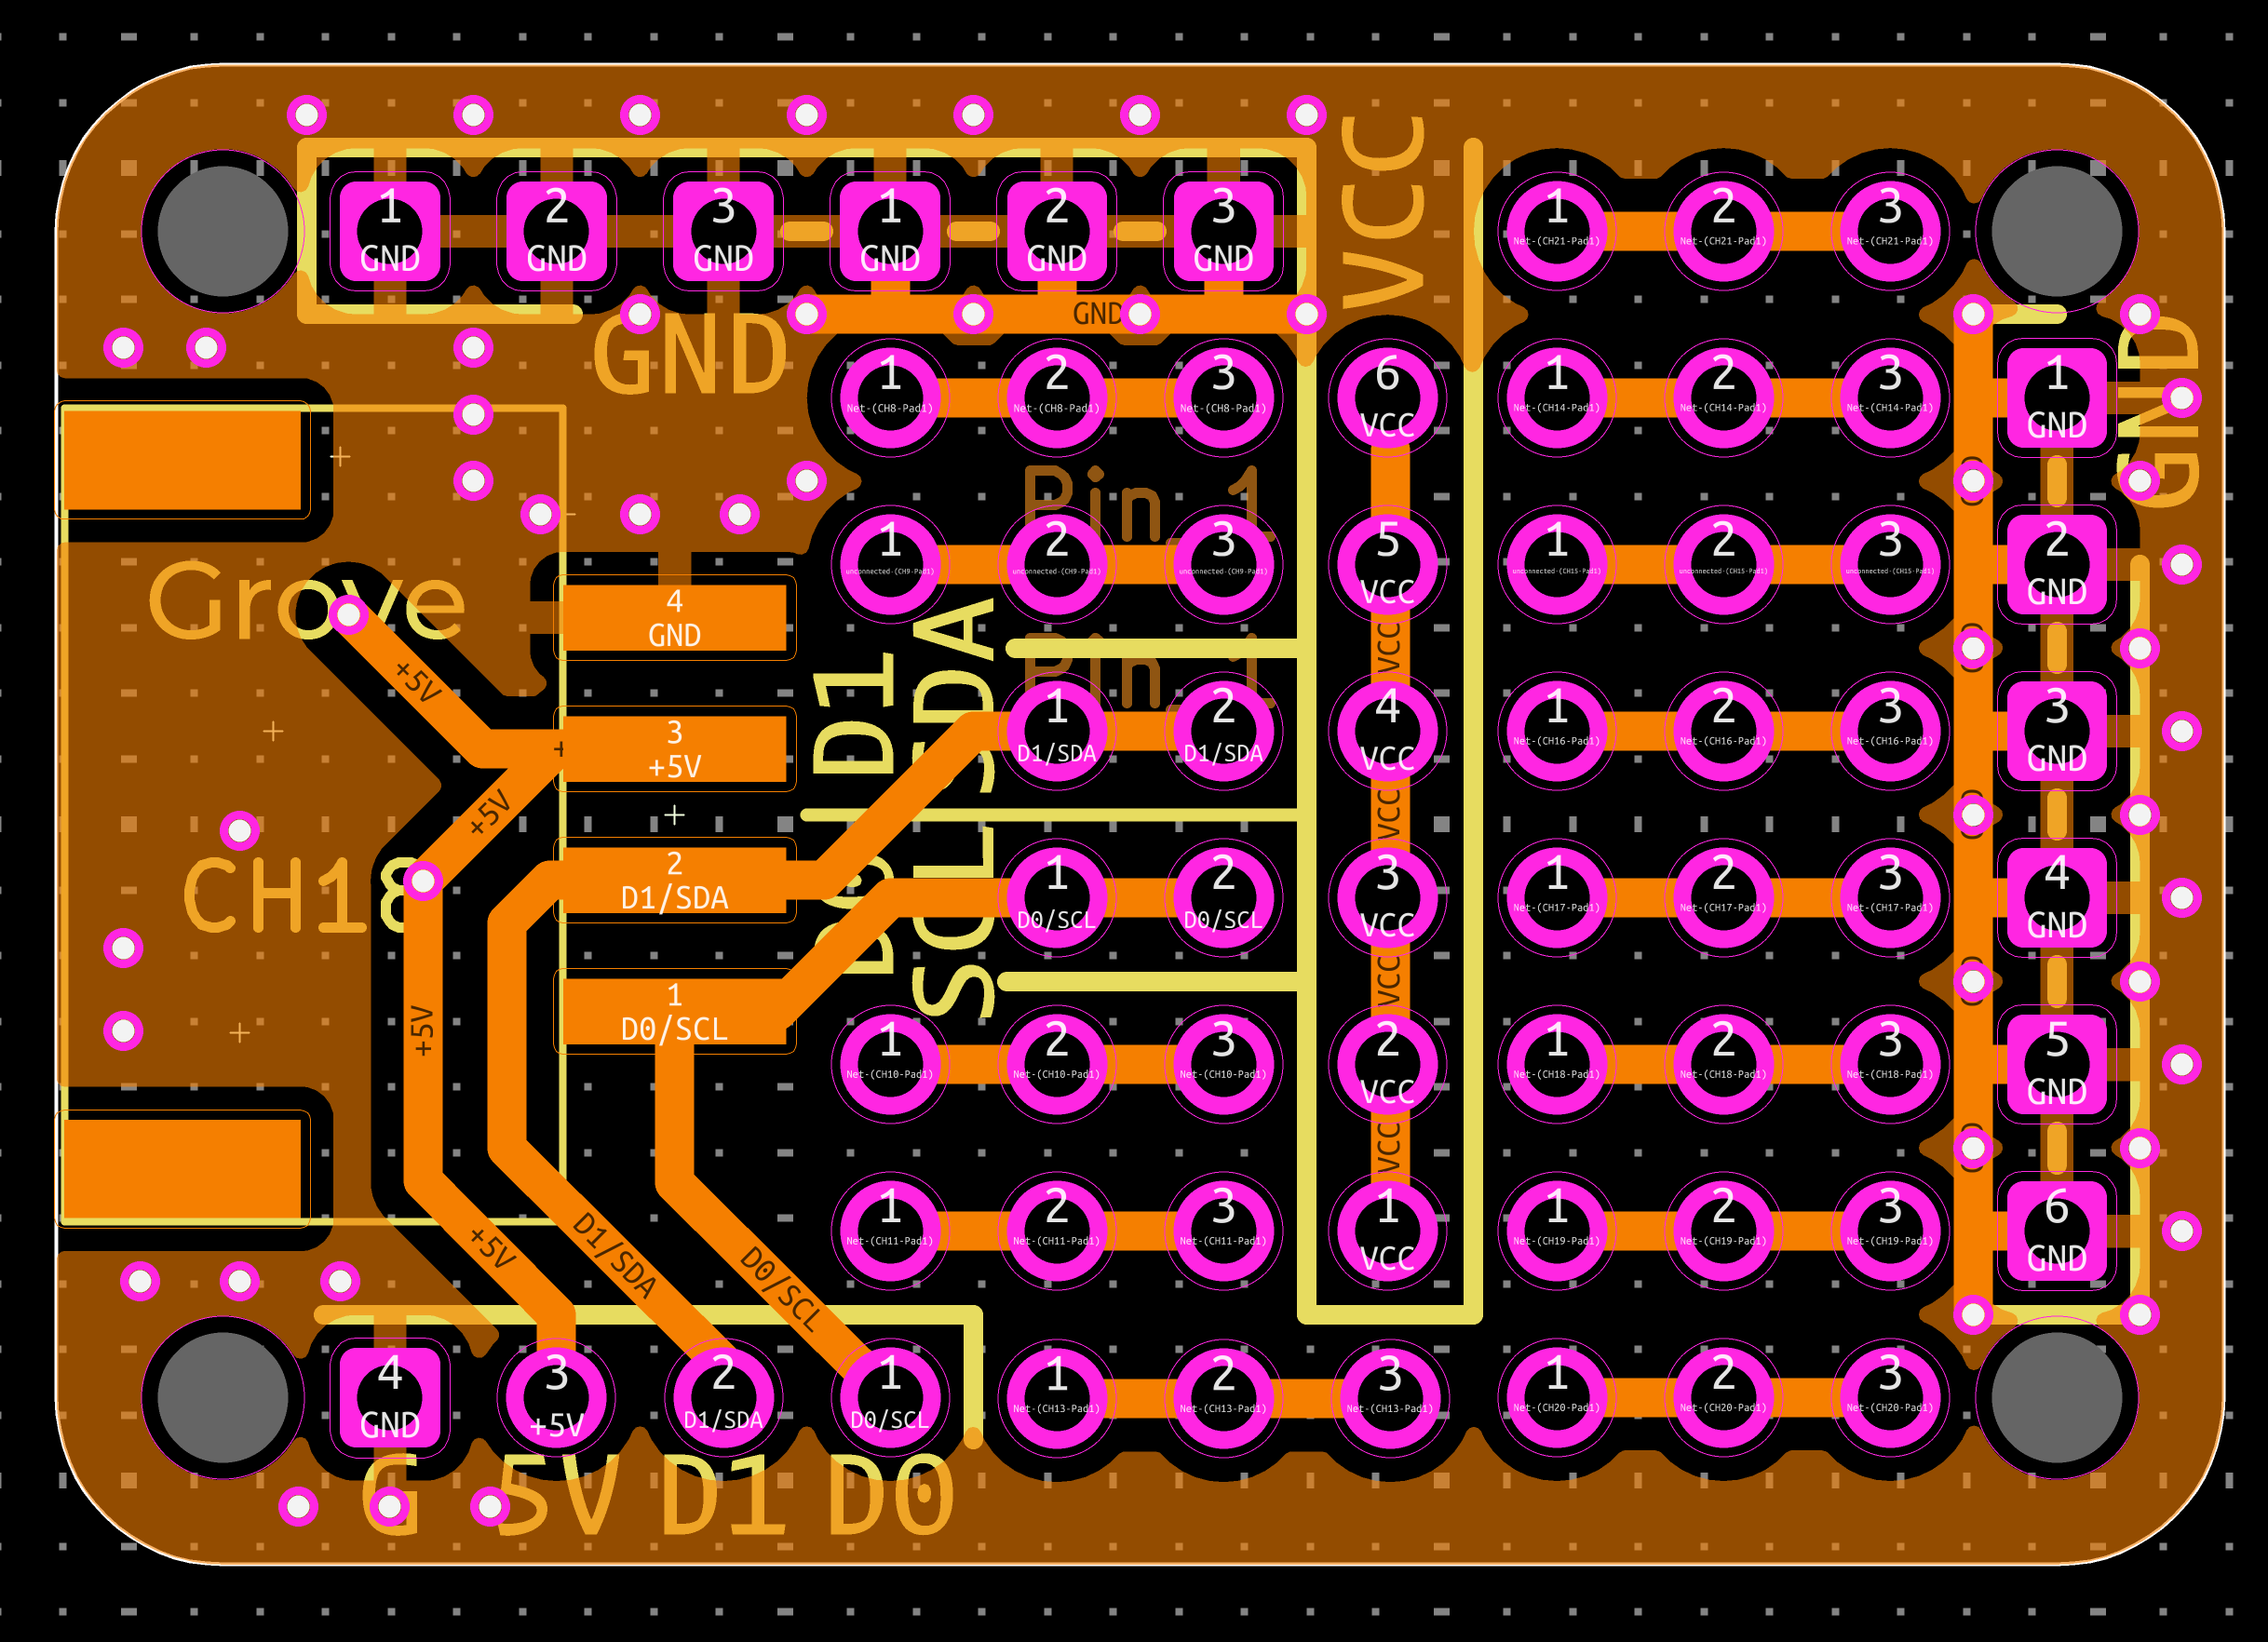 VCC
1 2 3 1 2 3 1 2 3
GND GND GND GND GND GND Net-(CH21-Pad1) Net-(CH21-Pad1) Net-(CH21-Pad1)
GND
GND
1 2 3 6 1 2 3 1
Net-(CH8-Pad1) Net-(CH8-Pad1) Net-(CH8-Pad1) VCC Net-(CH14-Pad1) Net-(CH14-Pad1) Net-(CH14-Pad1) GND
GND
Pin_1
1 2 3 5 1 2 3 2
unconnected-(CH9-Pad1) unconnected-(CH9-Pad1) unconnected-(CH9-Pad1) VCC unconnected-(CH15-Pad1) unconnected-(CH15-Pad1) unconnected-(CH15-Pad1) GND
Grove
4
GND
VCC
Pin_1
+5V
D0 D1
SCL SDA
3
+5V
1 2 4 1 2 3 3
D1/SDA D1/SDA VCC Net-(CH16-Pad1) Net-(CH16-Pad1) Net-(CH16-Pad1) GND
+5V
VCC
CH18
2
D1/SDA
1 2 3 1 2 3 4
D0/SCL D0/SCL VCC Net-(CH17-Pad1) Net-(CH17-Pad1) Net-(CH17-Pad1) GND
VCC
1
D0/SCL
+5V
1 2 3 2 1 2 3 5
Net-(CH10-Pad1) Net-(CH10-Pad1) Net-(CH10-Pad1) VCC Net-(CH18-Pad1) Net-(CH18-Pad1) Net-(CH18-Pad1) GND
VCC
1 2 3 1 1 2 3 6
Net-(CH11-Pad1) Net-(CH11-Pad1) Net-(CH11-Pad1) VCC Net-(CH19-Pad1) Net-(CH19-Pad1) Net-(CH19-Pad1) GND
+5V D1/SDA D0/SCL
4 3 2 1 1 2 3 1 2 3
GND +5V D1/SDA D0/SCL Net-(CH13-Pad1) Net-(CH13-Pad1) Net-(CH13-Pad1) Net-(CH20-Pad1) Net-(CH20-Pad1) Net-(CH20-Pad1)
G 5V D1 D0